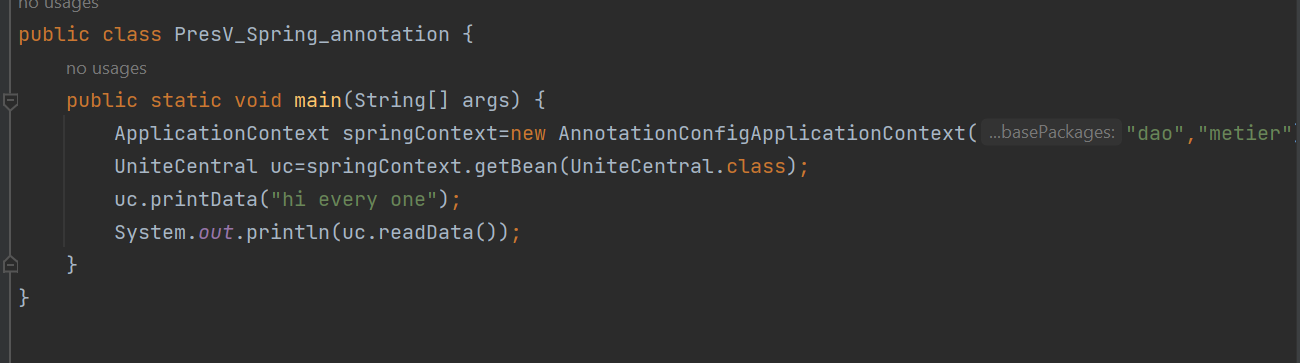 no usages
public class PresV_Spring_annotation {
no usages
public static void main(String[] args) {
ApplicationContext springContext=new AnnotationConfigApplicationContext( ...basePackages: "dao","metier"
UniteCentral uc=springContext.getBean(UniteCentral.class);
uc.printData("hi every one");
System.out.println(uc.readData());
}
}